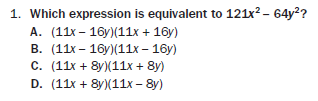 1. Which expression is equivalent to 121x² – 64y²?
A. (11x – 16y)(11x + 16y)
B. (11x – 16y)(11x – 16y)
C. (11x + 8y)(11x + 8y)
D. (11x + 8y)(11x – 8y)